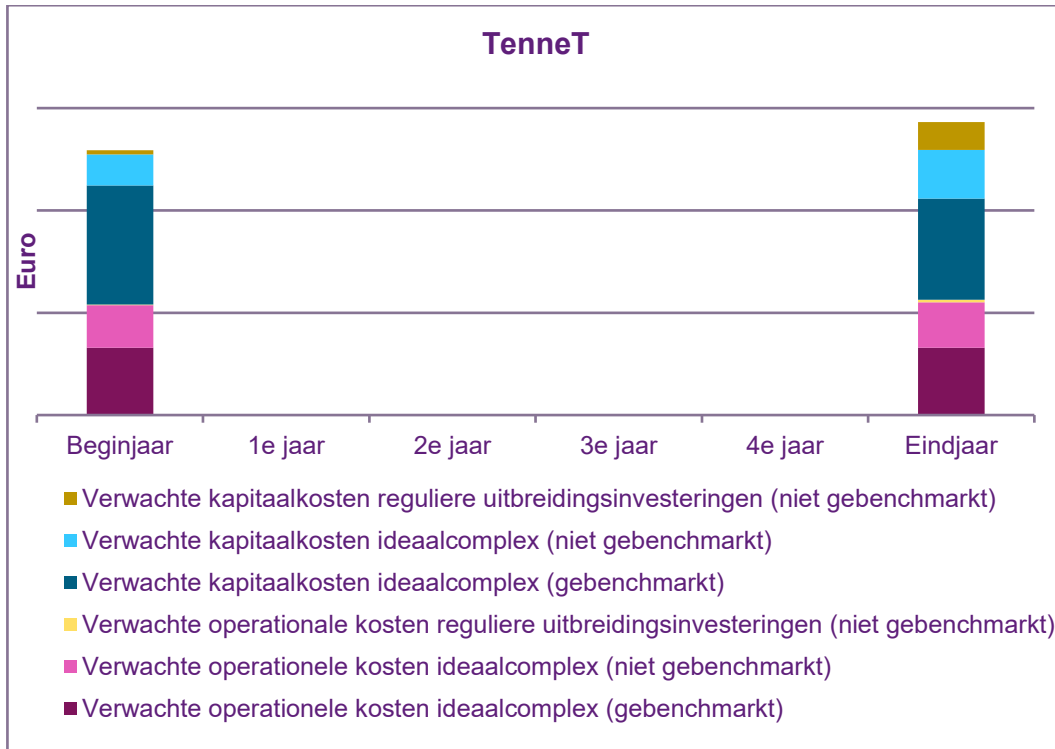 TenneT
Euro
Beginjaar 1e jaar 2e jaar 3e jaar 4e jaar Eindjaar
Verwachte kapitaalkosten reguliere uitbreidingsinvesteringen (niet gebenchmarkt)
Verwachte kapitaalkosten ideaalcomplex (niet gebenchmarkt)
Verwachte kapitaalkosten ideaalcomplex (gebenchmarkt)
Verwachte operationale kosten reguliere uitbreidingsinvesteringen (niet gebenchmarkt)
Verwachte operationele kosten ideaalcomplex (niet gebenchmarkt)
Verwachte operationele kosten ideaalcomplex (gebenchmarkt)